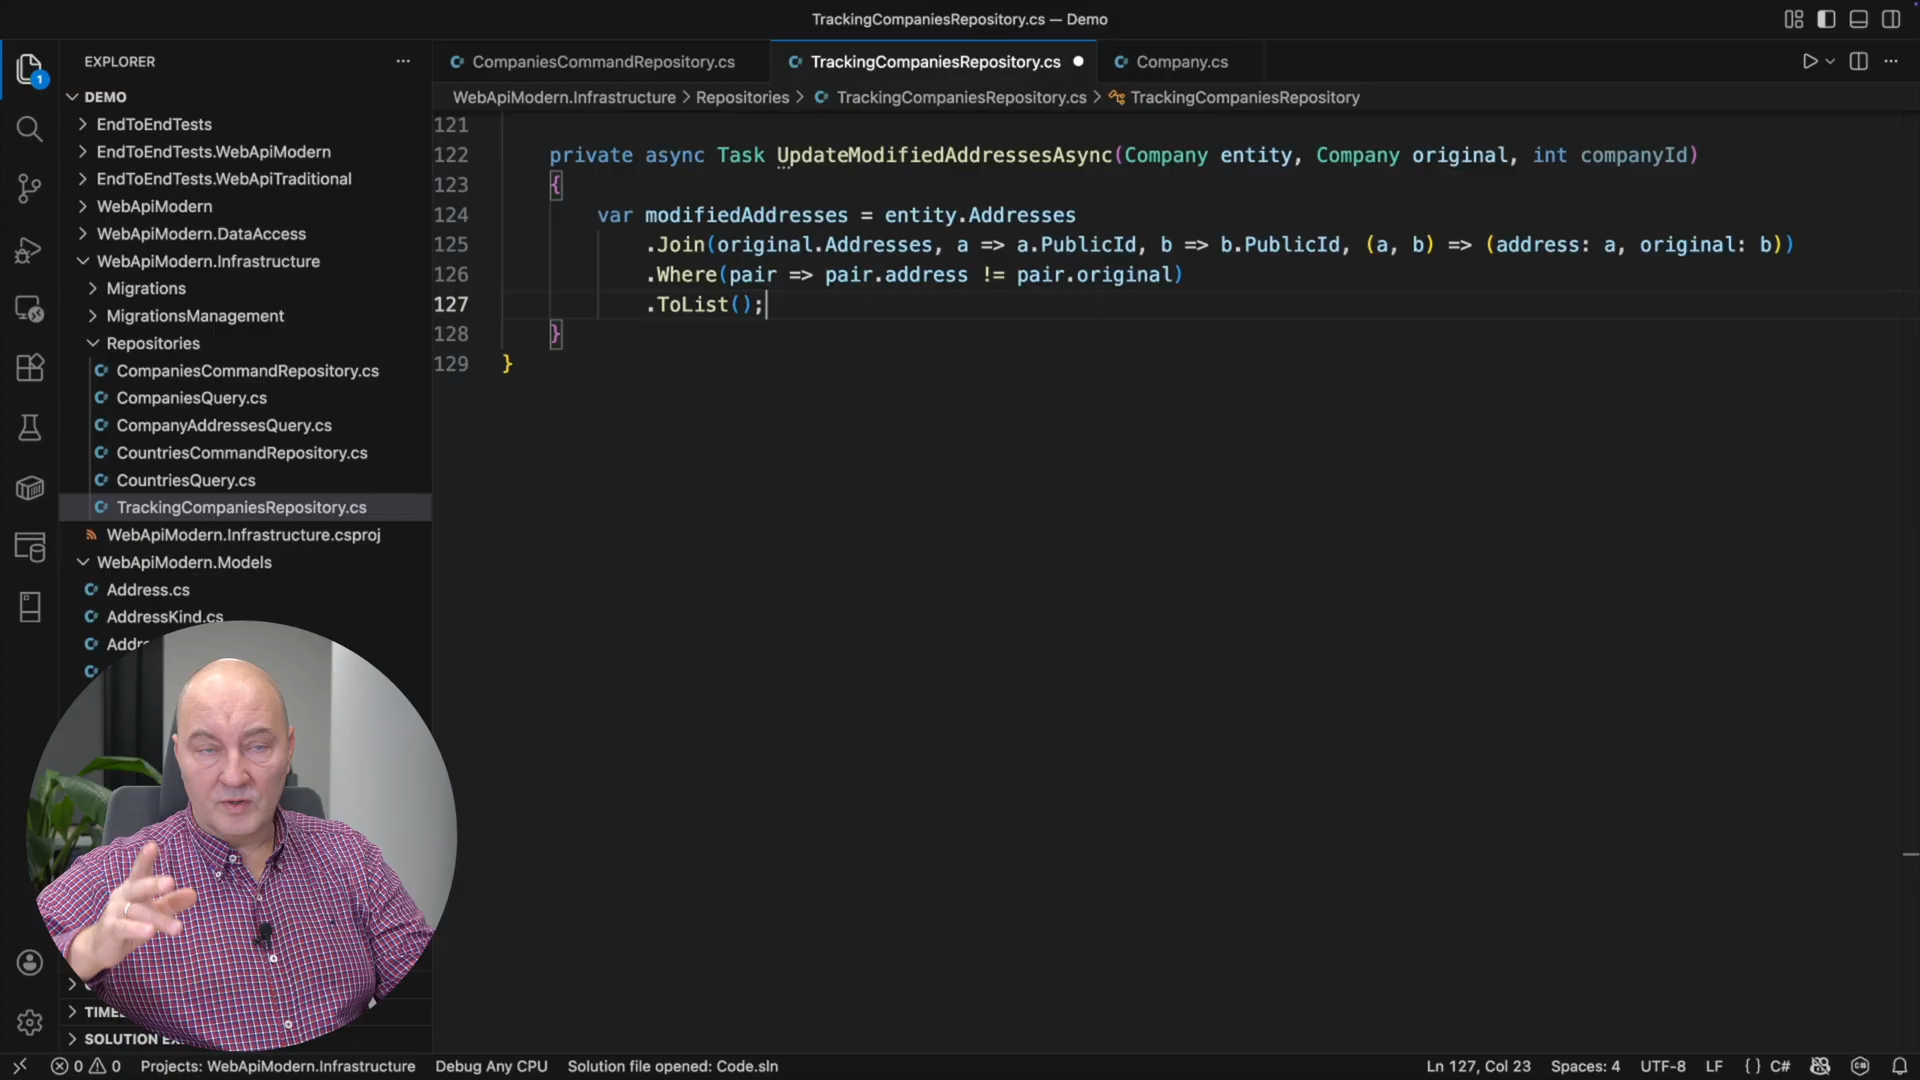 TrackingCompaniesRepository.cs — Demo
EXPLORER
1
DEMO
EndToEndTests
EndToEndTests.WebApiModern
EndToEndTests.WebApiTraditional
WebApiModern
WebApiModern.DataAccess
WebApiModern.Infrastructure
Migrations
MigrationsManagement
Repositories
CompaniesCommandRepository.cs
CompaniesQuery.cs
CompanyAddressesQuery.cs
CountriesCommandRepository.cs
CountriesQuery.cs
TrackingCompaniesRepository.cs
WebApiModern.Infrastructure.csproj
WebApiModern.Models
Address.cs
AddressKind.cs
CompaniesCommandRepository.cs TrackingCompaniesRepository.cs Company.cs
WebApiModern.Infrastructure > Repositories > TrackingCompaniesRepository.cs > TrackingCompaniesRepository
121
122 private async Task UpdateModifiedAddressesAsync(Company entity, Company original, int companyId)
123 {
124 var modifiedAddresses = entity.Addresses
125 .Join(original.Addresses, a => a.PublicId, b => b.PublicId, (a, b) => (address: a, original: b))
126 .Where(pair => pair.address != pair.original)
127 .ToList();
128 }
129 }
0 0 Projects: WebApiModern.Infrastructure Debug Any CPU Solution file opened: Code.sln Ln 127, Col 23 Spaces: 4 UTF-8 LF { } C#